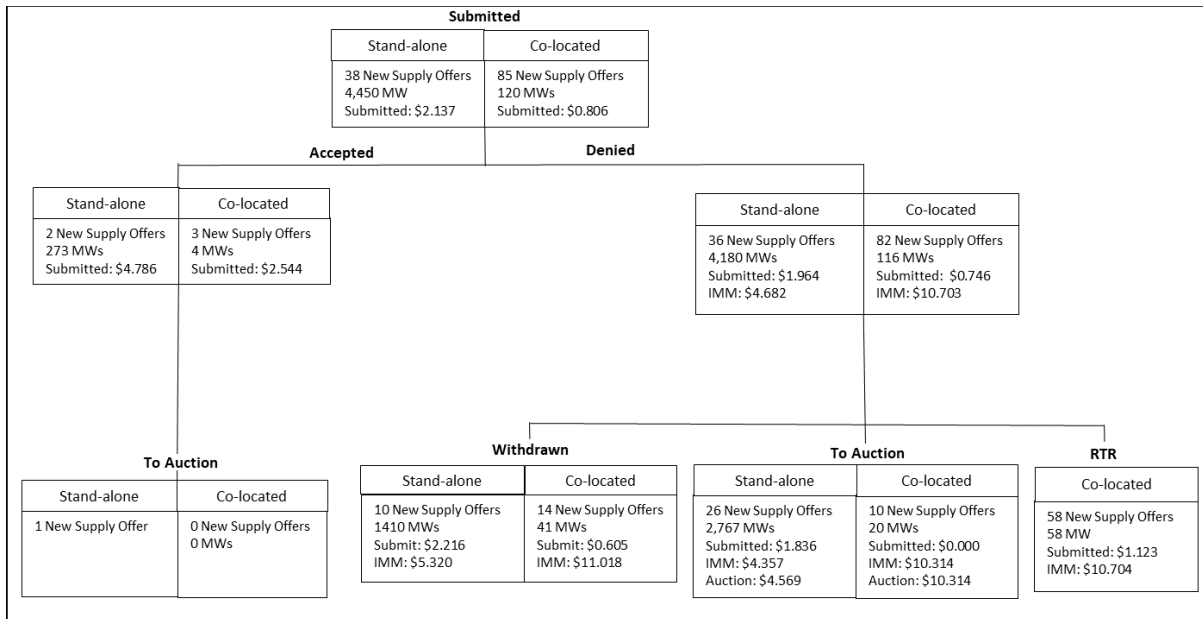 Submitted
Stand-alone
Co-located
38 New Supply Offers
4,450 MW
Submitted: $2.137
85 New Supply Offers
120 MWs
Submitted: $0.806
Accepted
Denied
Stand-alone
Co-located
2 New Supply Offers
273 MWs
Submitted: $4.786
3 New Supply Offers
4 MWs
Submitted: $2.544
Stand-alone
Co-located
36 New Supply Offers
4,180 MWs
Submitted: $1.964
IMM: $4.682
82 New Supply Offers
116 MWs
Submitted:  $0.746
IMM: $10.703
To Auction
Stand-alone
Co-located
1 New Supply Offer
0 New Supply Offers
0 MWs
Withdrawn
Stand-alone
Co-located
10 New Supply Offers
1410 MWs
Submit: $2.216
IMM: $5.320
14 New Supply Offers
41 MWs
Submit: $0.605
IMM: $11.018
To Auction
Stand-alone
Co-located
26 New Supply Offers
2,767 MWs
Submitted: $1.836
IMM: $4.357
Auction: $4.569
10 New Supply Offers
20 MWs
Submitted: $0.000
IMM: $10.314
Auction: $10.314
RTR
Co-located
58 New Supply Offers
58 MW
Submitted: $1.123
IMM: $10.704